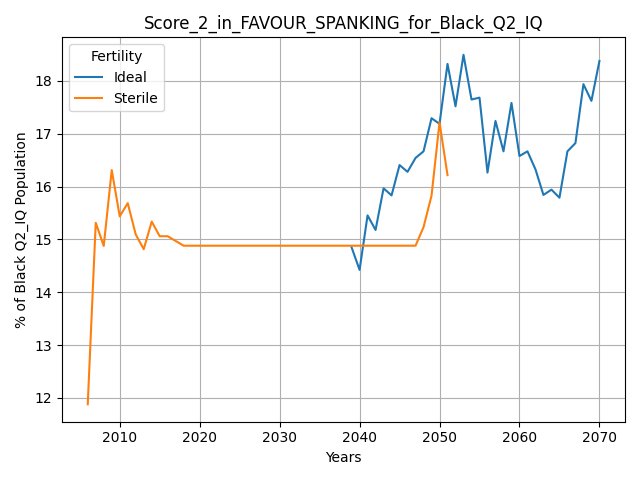 Score_2_in_FAVOUR_SPANKING_for_Black_Q2_IQ
Fertility
Ideal
Sterile
% of Black Q2_IQ Population
18
17
16
15
14
13
12
2010 2020 2030 2040 2050 2060 2070
Years